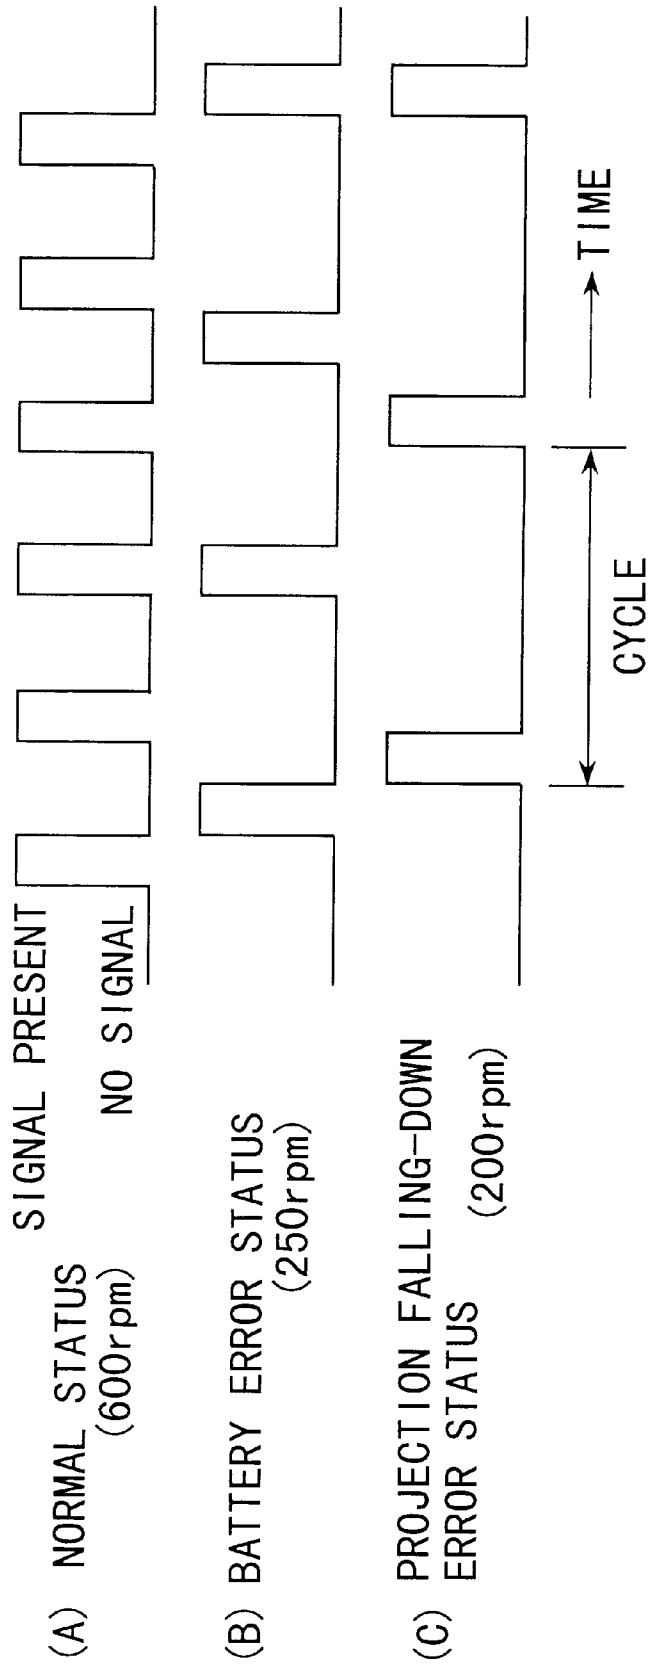 SIGNAL PRESENT
NO SIGNAL
(A) NORMAL STATUS
(600rpm)
(B) BATTERY ERROR STATUS
(250rpm)
(C) PROJECTION FALLING-DOWN
ERROR STATUS (200rpm)
CYCLE
TIME